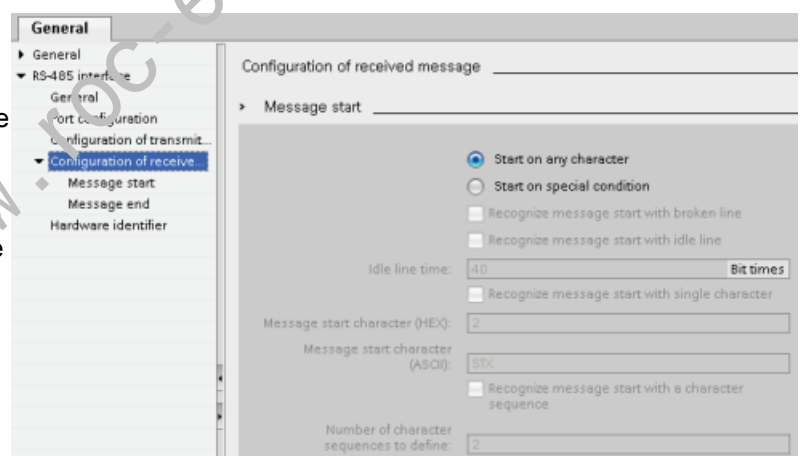 General
General
RS-485 interface
General
Port configuration
Configuration of transmit...
Configuration of receive...
Message start
Message end
Hardware identifier
Configuration of received message
Message start
Start on any character
Start on special condition
Recognize message start with broken line
Recognize message start with idle line
Idle line time:
40
Bit times
Recognize message start with single character
Message start character (HEX):
2
Message start character
(ASCII):
STX
Recognize message start with a character
sequence
Number of character
sequences to define:
2